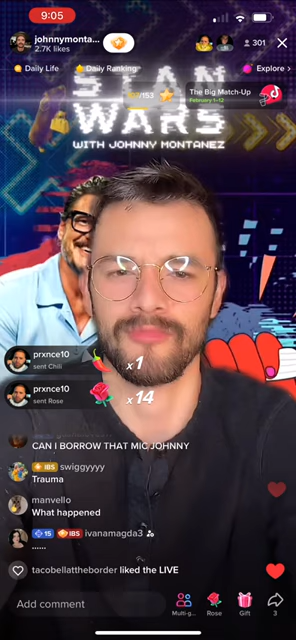 9:05
johnnymonta...
2.7K likes
301
Daily Life
Daily Ranking
Explore >
STAN
/153
The Big Match-Up
February 1–12
WARS
WITH JOHNNY MONTANEZ
prxnce10
sent Chili
x1
prxnce10
sent Rose
x14
CAN I BORROW THAT MIC JOHNNY
IBS swiggyyyy
Trauma
manvello
What happened
15 IBS ivanamagda3
......
tacobellattheborder liked the LIVE
Add comment
Multi-g...
Rose
Gift
3